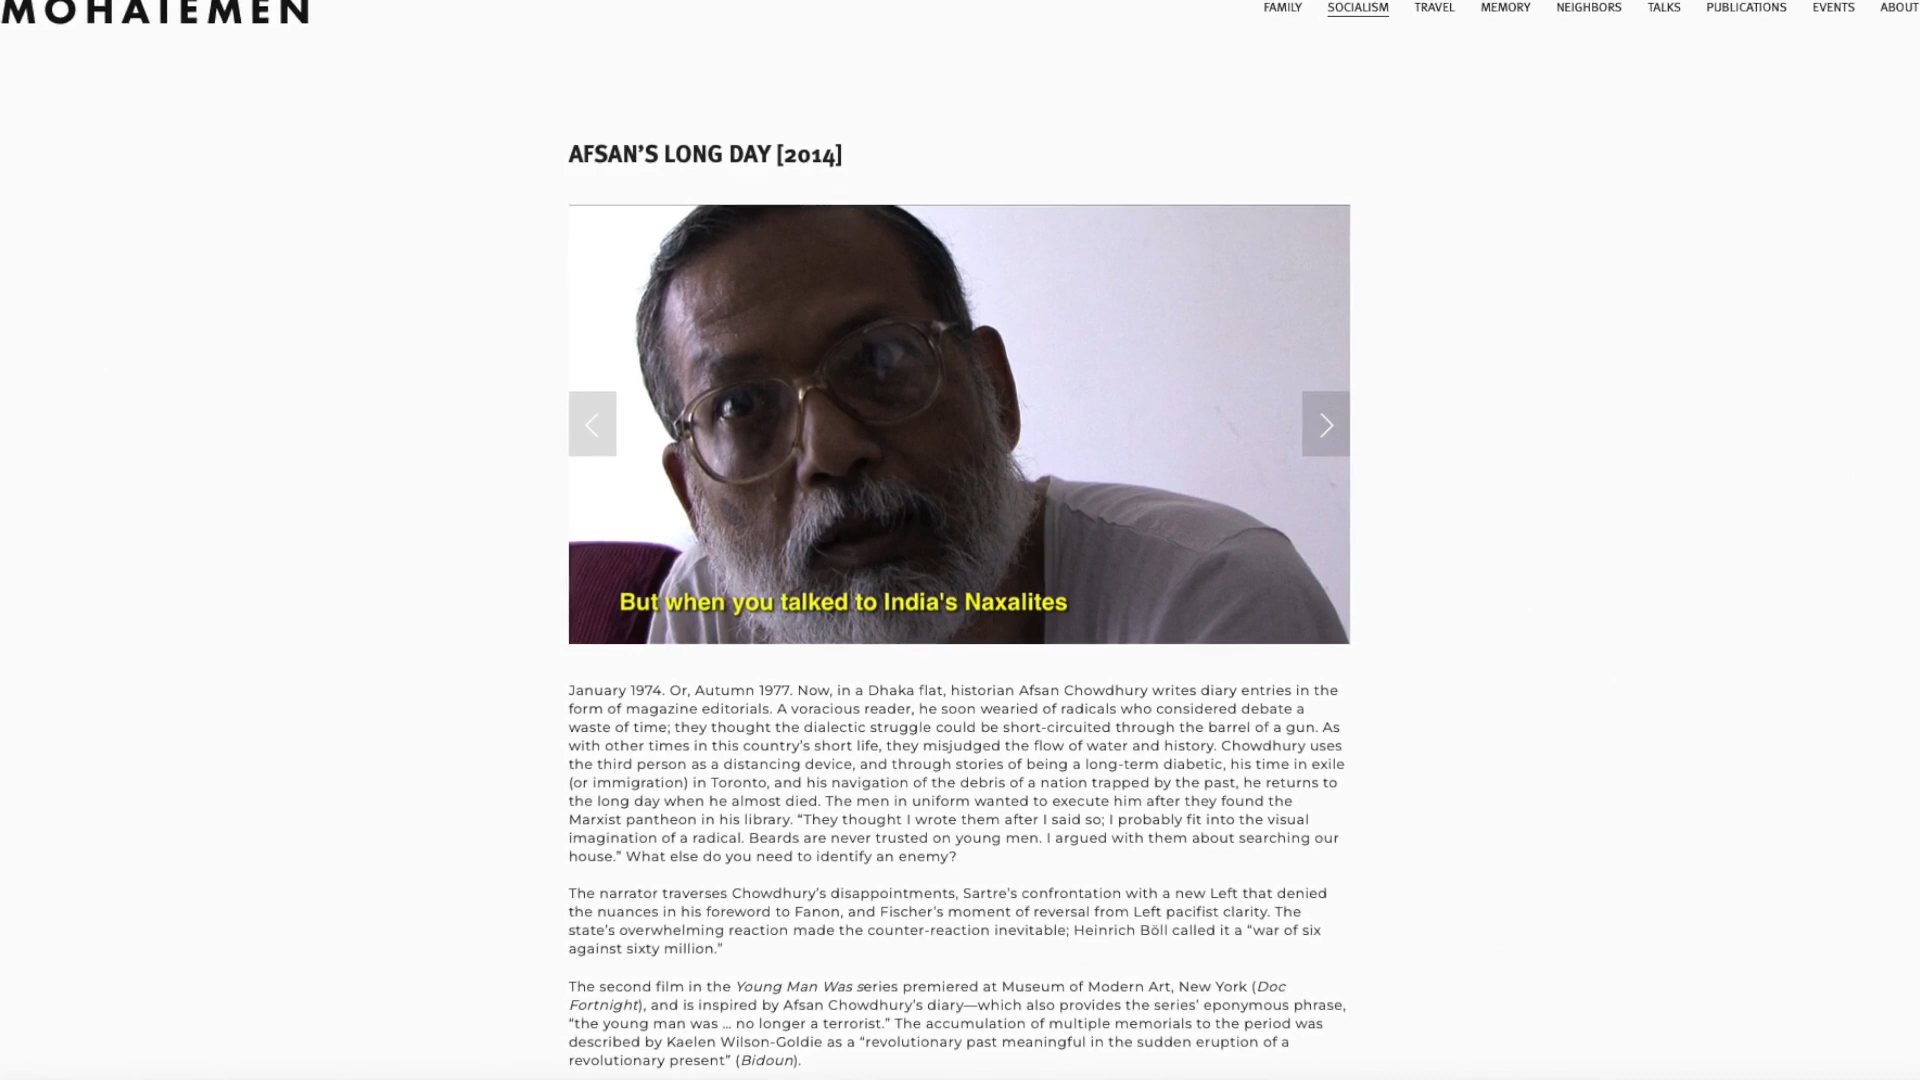 MOHAIEMEN
FAMILY SOCIALISM TRAVEL MEMORY NEIGHBORS TALKS PUBLICATIONS EVENTS ABOUT
AFSAN’S LONG DAY [2014]
But when you talked to India's Naxalites
January 1974. Or, Autumn 1977. Now, in a Dhaka flat, historian Afsan Chowdhury writes diary entries in the
form of magazine editorials. A voracious reader, he soon wearied of radicals who considered debate a
waste of time; they thought the dialectic struggle could be short-circuited through the barrel of a gun. As
with other times in this country’s short life, they misjudged the flow of water and history. Chowdhury uses
the third person as a distancing device, and through stories of being a long-term diabetic, his time in exile
(or immigration) in Toronto, and his navigation of the debris of a nation trapped by the past, he returns to
the long day when he almost died. The men in uniform wanted to execute him after they found the
Marxist pantheon in his library. “They thought I wrote them after I said so; I probably fit into the visual
imagination of a radical. Beards are never trusted on young men. I argued with them about searching our
house.” What else do you need to identify an enemy?
The narrator traverses Chowdhury’s disappointments, Sartre’s confrontation with a new Left that denied
the nuances in his foreword to Fanon, and Fischer’s moment of reversal from Left pacifist clarity. The
state’s overwhelming reaction made the counter-reaction inevitable; Heinrich Böll called it a “war of six
against sixty million.”
The second film in the Young Man Was series premiered at Museum of Modern Art, New York (Doc
Fortnight), and is inspired by Afsan Chowdhury’s diary—which also provides the series’ eponymous phrase,
“the young man was … no longer a terrorist.” The accumulation of multiple memorials to the period was
described by Kaelen Wilson-Goldie as a “revolutionary past meaningful in the sudden eruption of a
revolutionary present” (Bidoun).